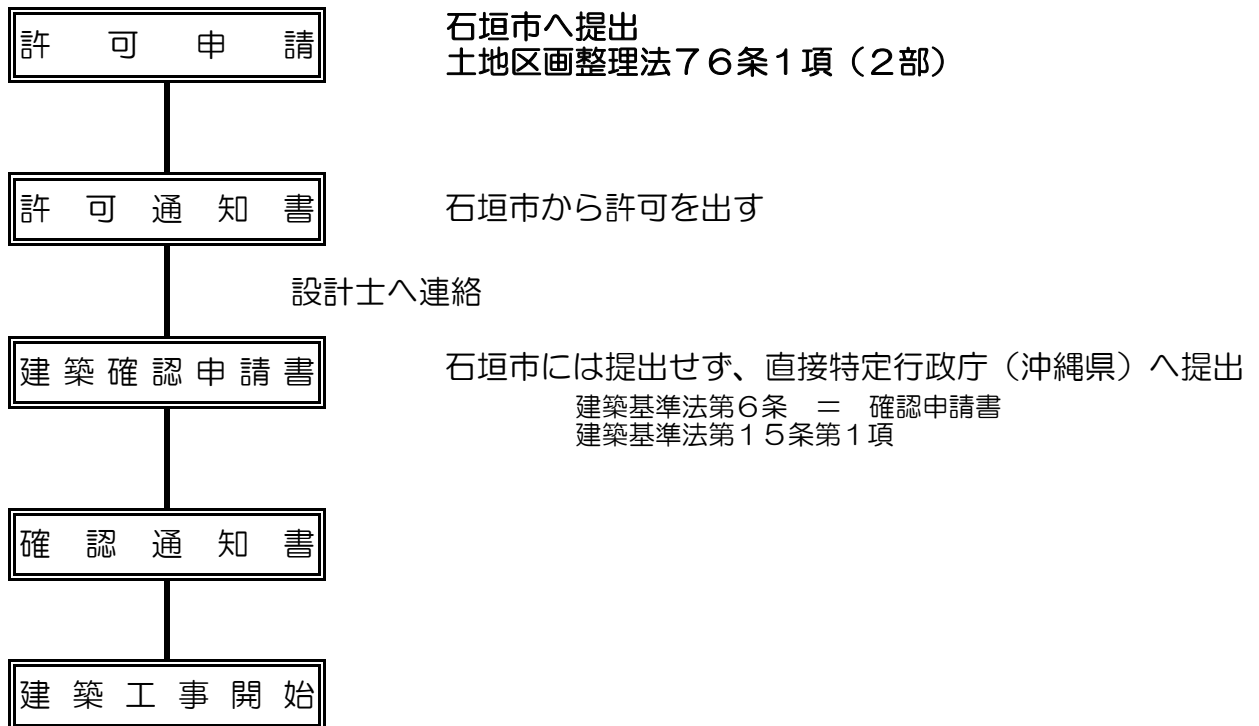 許可申請
石垣市へ提出
土地区画整理法７６条１項（２部）
許可通知書
石垣市から許可を出す
設計士へ連絡
建築確認申請書
石垣市には提出せず、直接特定行政庁（沖縄県）へ提出
建築基準法第６条　＝　確認申請書
建築基準法第１５条第１項
確認通知書
建築工事開始